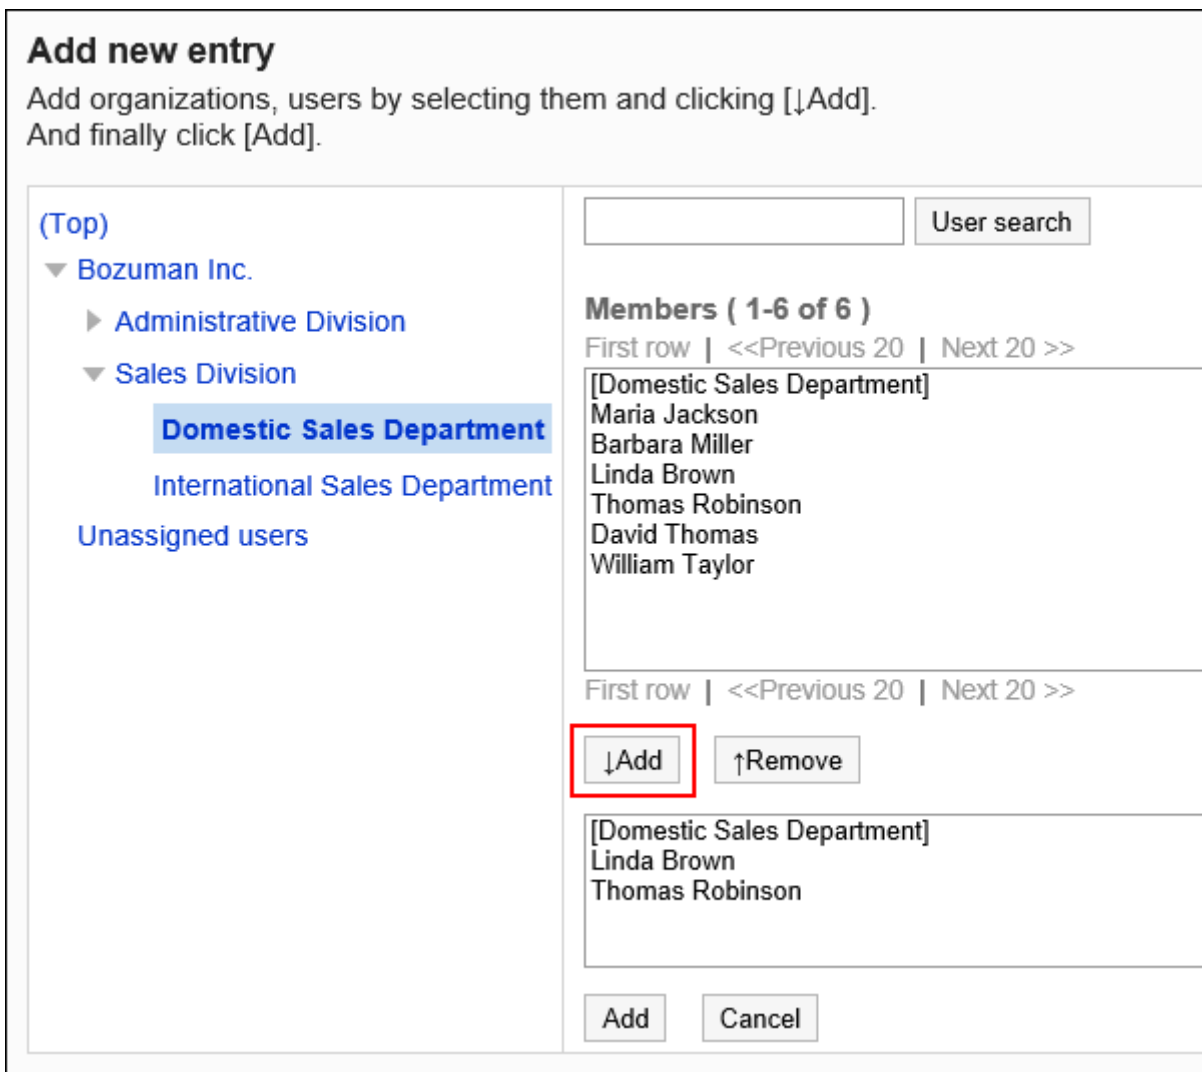 Add new entry
Add organizations, users by selecting them and clicking [↓Add].
And finally click [Add].
(Top)
Bozuman Inc.
Administrative Division
Sales Division
Domestic Sales Department
International Sales Department
Unassigned users
User search
Members ( 1-6 of 6 )
First row | <<Previous 20 | Next 20 >>
[Domestic Sales Department]
Maria Jackson
Barbara Miller
Linda Brown
Thomas Robinson
David Thomas
William Taylor
First row | <<Previous 20 | Next 20 >>
↓Add ↑Remove
[Domestic Sales Department]
Linda Brown
Thomas Robinson
Add Cancel